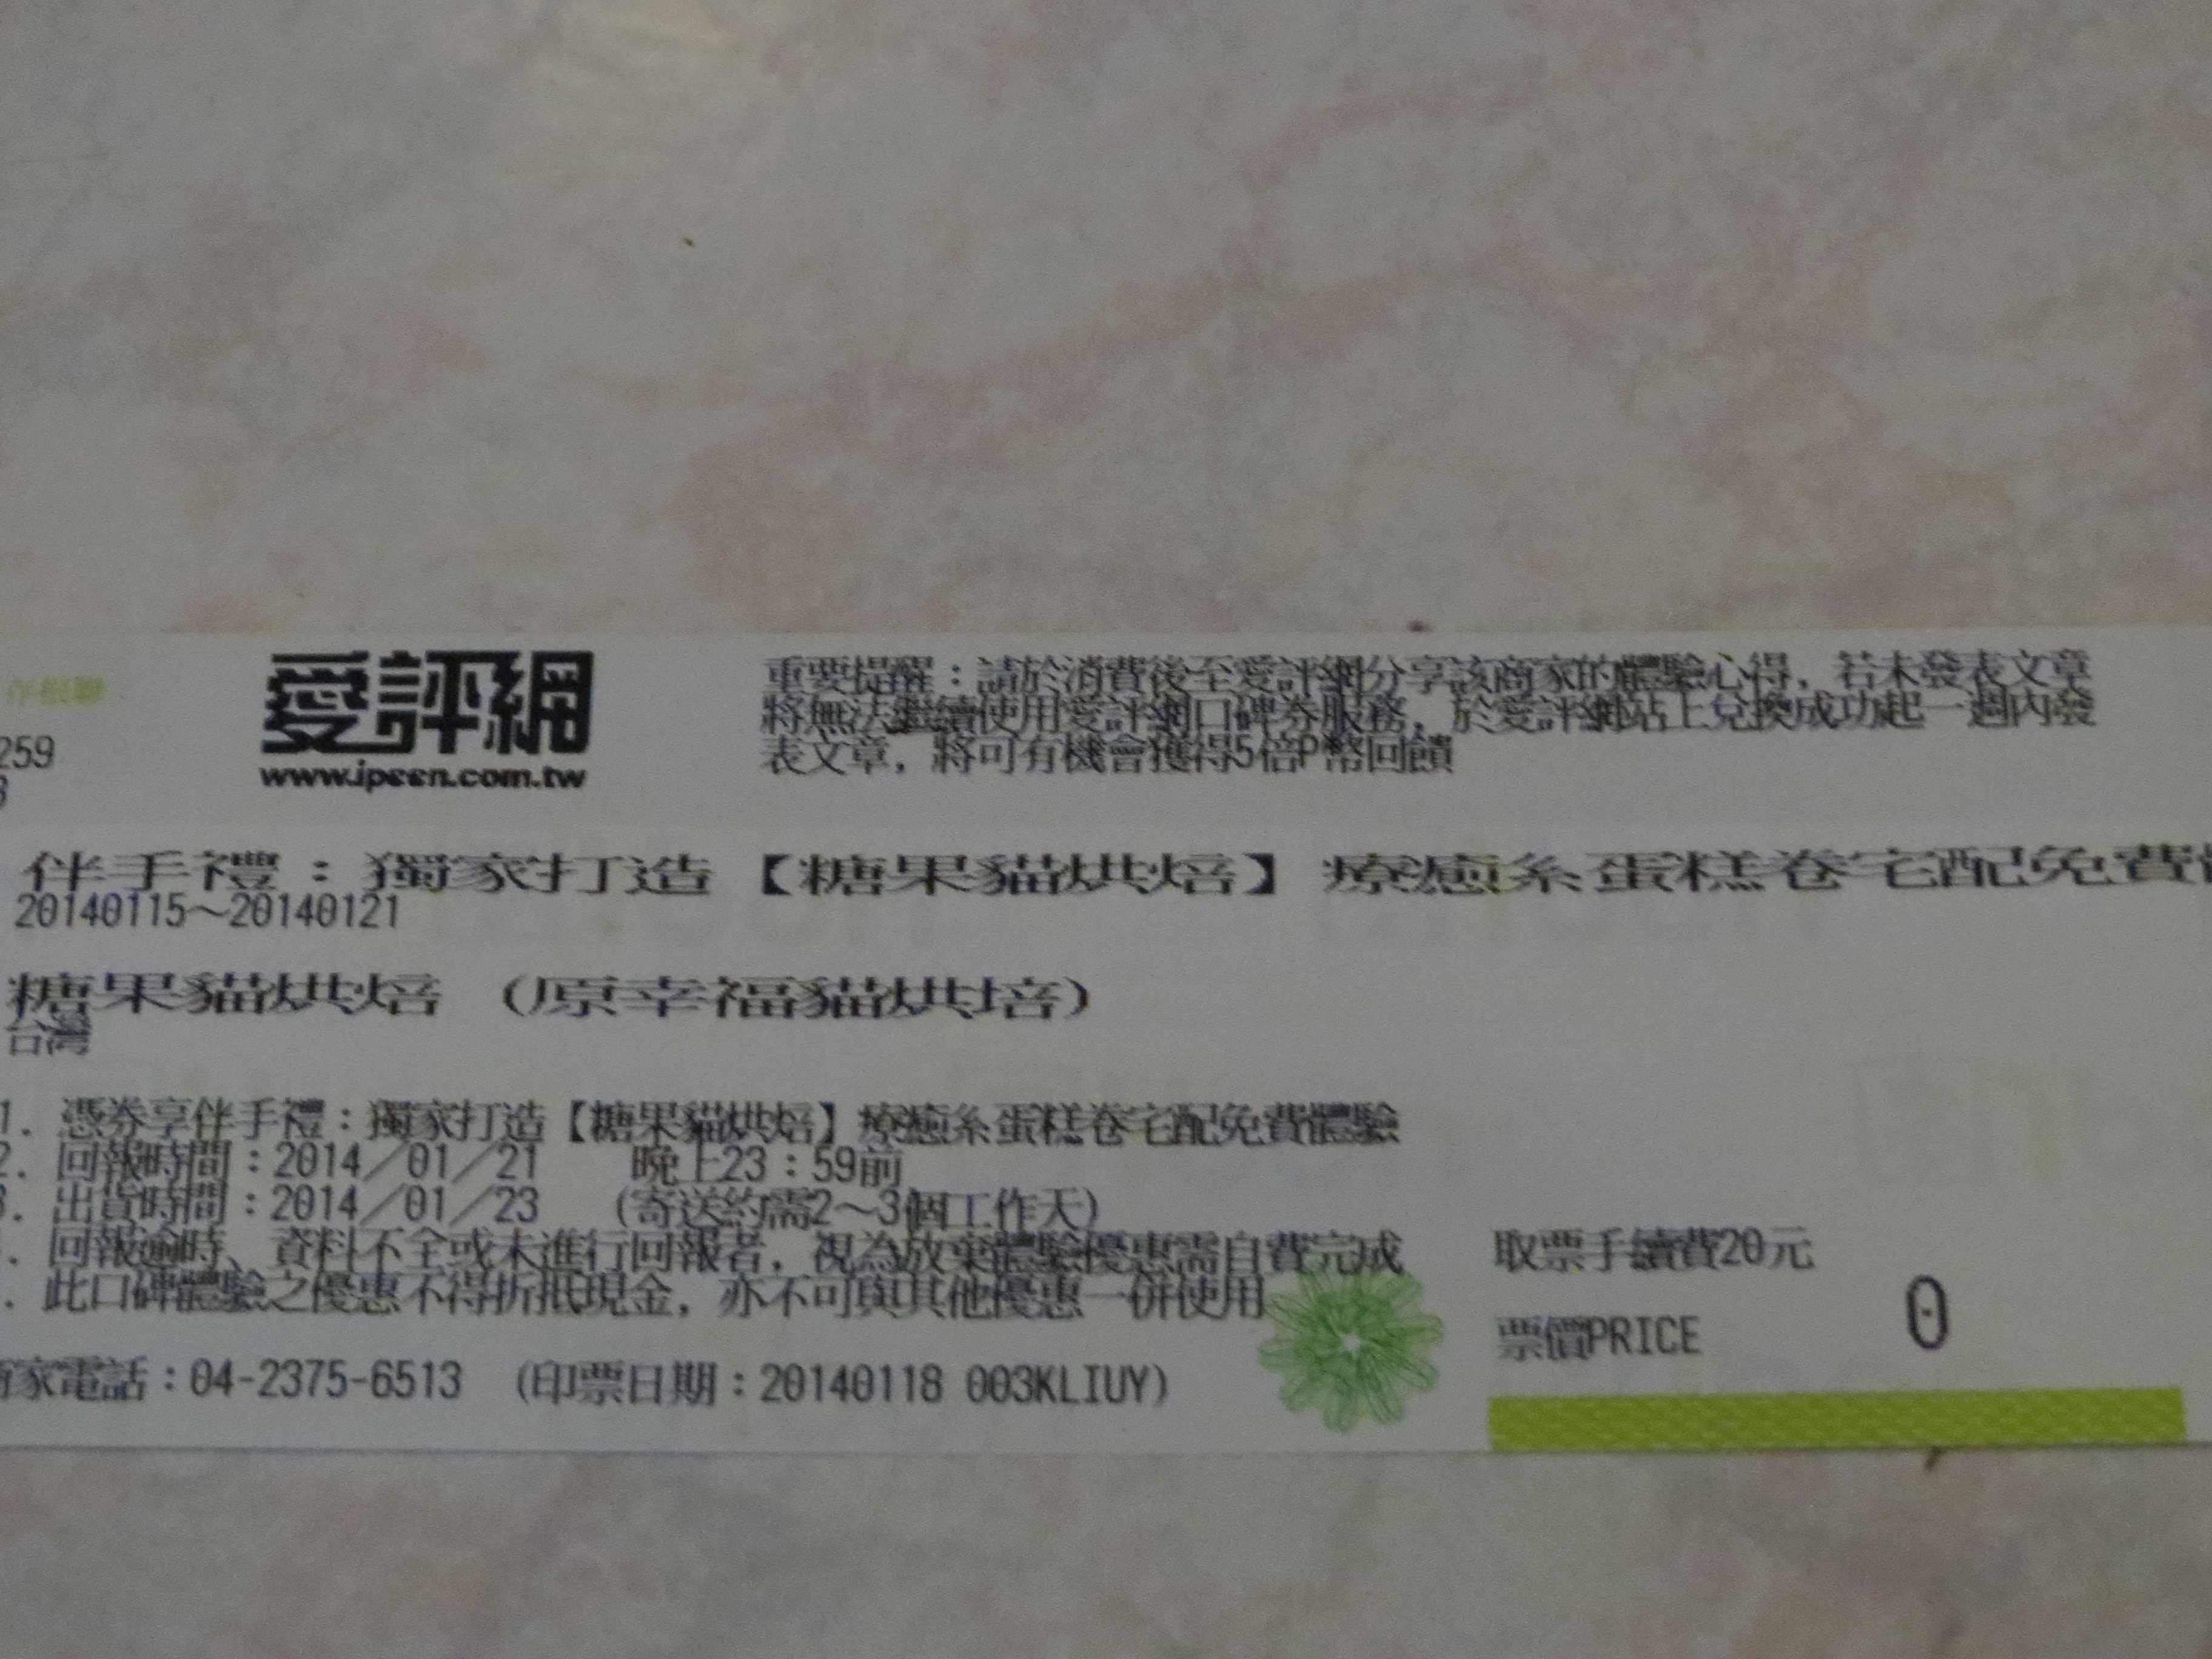 259
愛評網
www.ipeen.com.tw
重要提醒：請於消費後至愛評網分享該商家的體驗心得，若未發表文章
將無法繼續使用愛評網口碑券服務，於愛評網站上兌換成功起一週內發
表文章，將可有機會獲得5倍P幣回饋
伴手禮：獨家打造【糖果貓烘焙】療癒系蛋糕卷宅配免費
20140115～20140121
糖果貓烘焙（原幸福貓烘培）
台灣
1. 憑券享伴手禮：獨家打造【糖果貓烘焙】療癒系蛋糕卷宅配免費體驗
2. 回報時間：2014／01／21 晚上23：59前
3. 出貨時間：2014／01／23 (寄送約需2～3個工作天)
. 回報逾時、資料不全或未進行回報者，視為放棄體驗優惠需自費完成
. 此口碑體驗之優惠不得折抵現金，亦不可與其他優惠一併使用
取票手續費20元
票價PRICE 0
商家電話：04-2375-6513 (印票日期：20140118 003KLIUY)